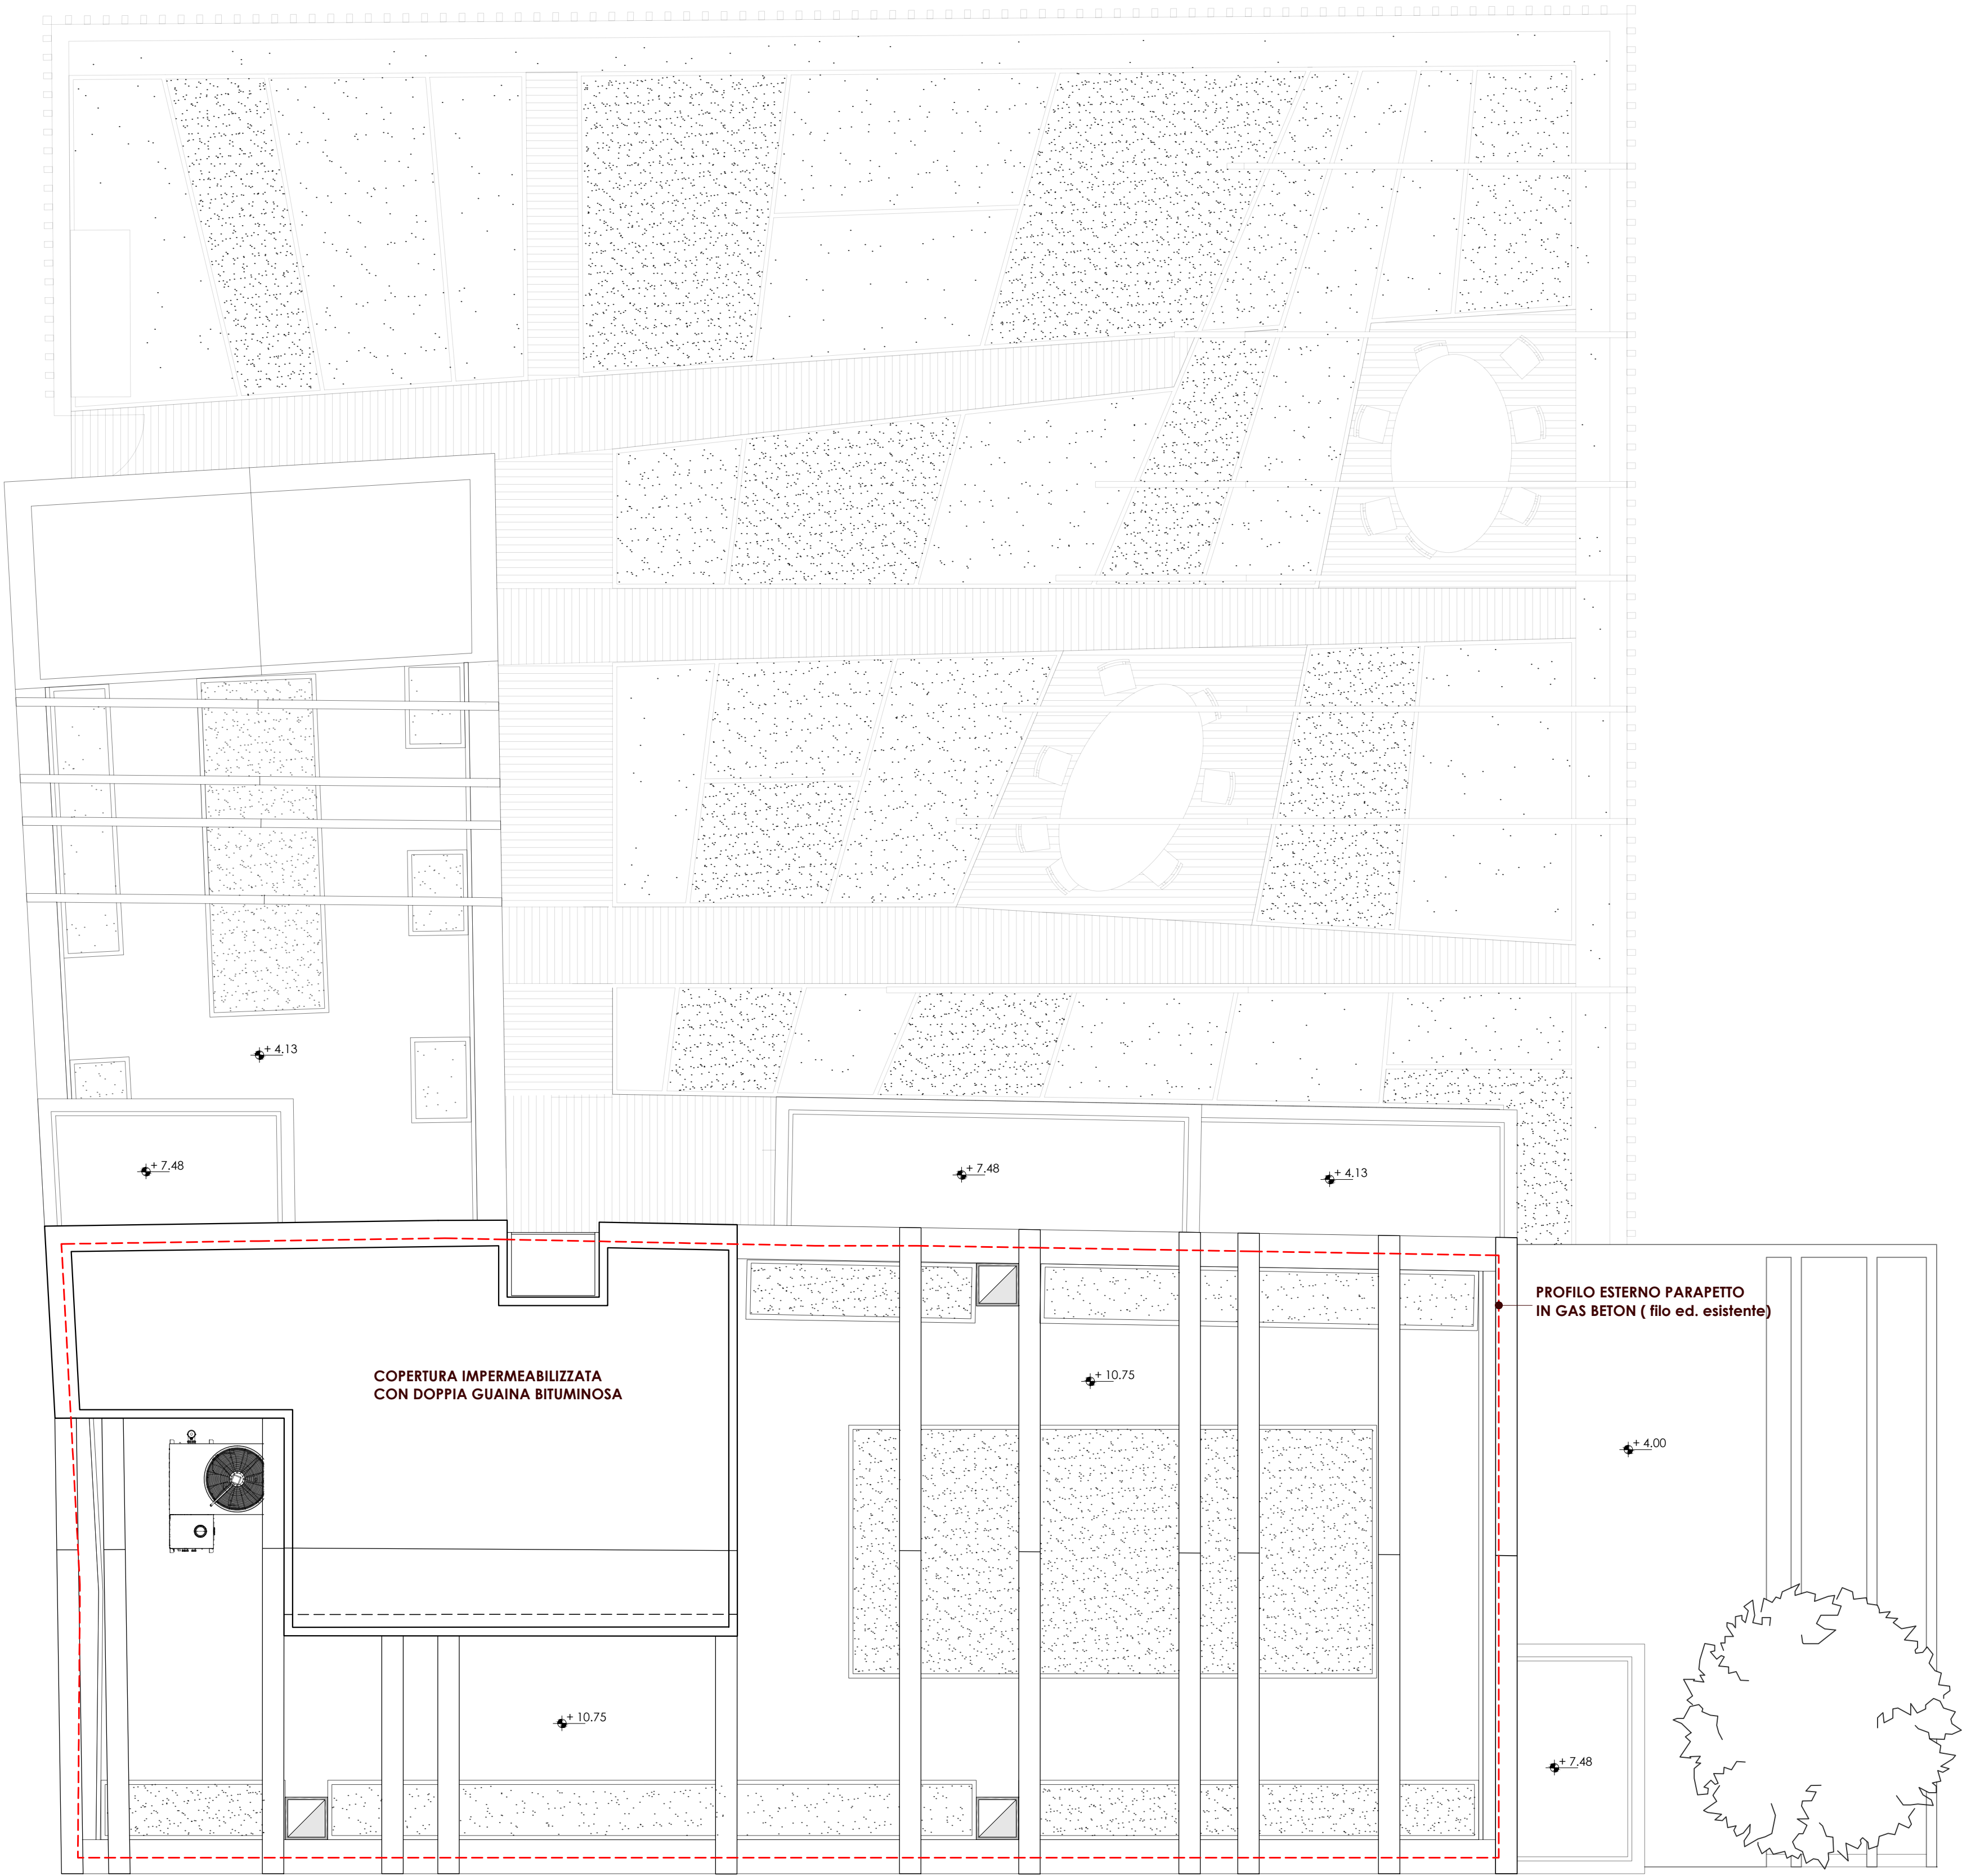 + 4.13
+ 7.48
+ 7.48
+ 4.13
PROFILO ESTERNO PARAPETTO
IN GAS BETON ( filo ed. esistente)
COPERTURA IMPERMEABILIZZATA
CON DOPPIA GUAINA BITUMINOSA
+ 10.75
+ 4.00
+ 10.75
+ 7.48